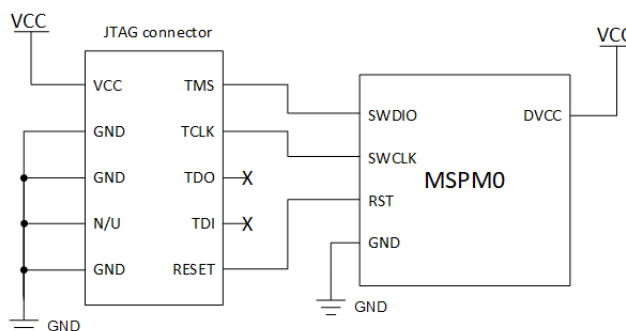 VCC
JTAG connector
VCC
VCC TMS
GND TCLK
GND TDO X
N/U TDI X
GND RESET
GND
SWDIO DVCC
SWCLK
MSPM0
RST
GND
GND